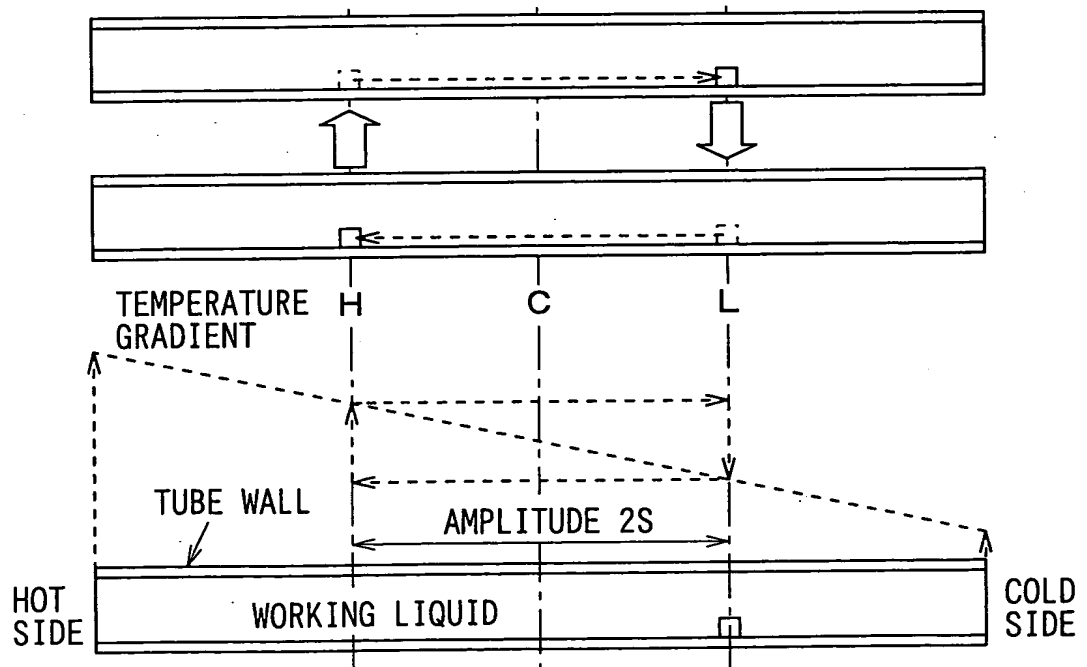 H
C
L
TEMPERATURE
GRADIENT
TUBE WALL
AMPLITUDE 2S
HOT
SIDE
WORKING LIQUID
COLD
SIDE